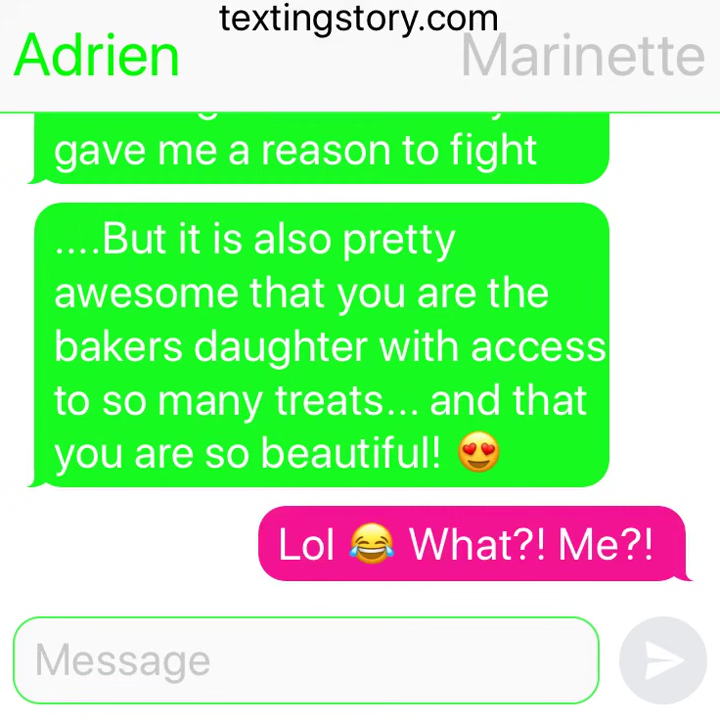 textingstory.com
Adrien Marinette
gave me a reason to fight
....But it is also pretty
awesome that you are the
bakers daughter with access
to so many treats... and that
you are so beautiful! 😍
Lol 😂 What?! Me?!
Message